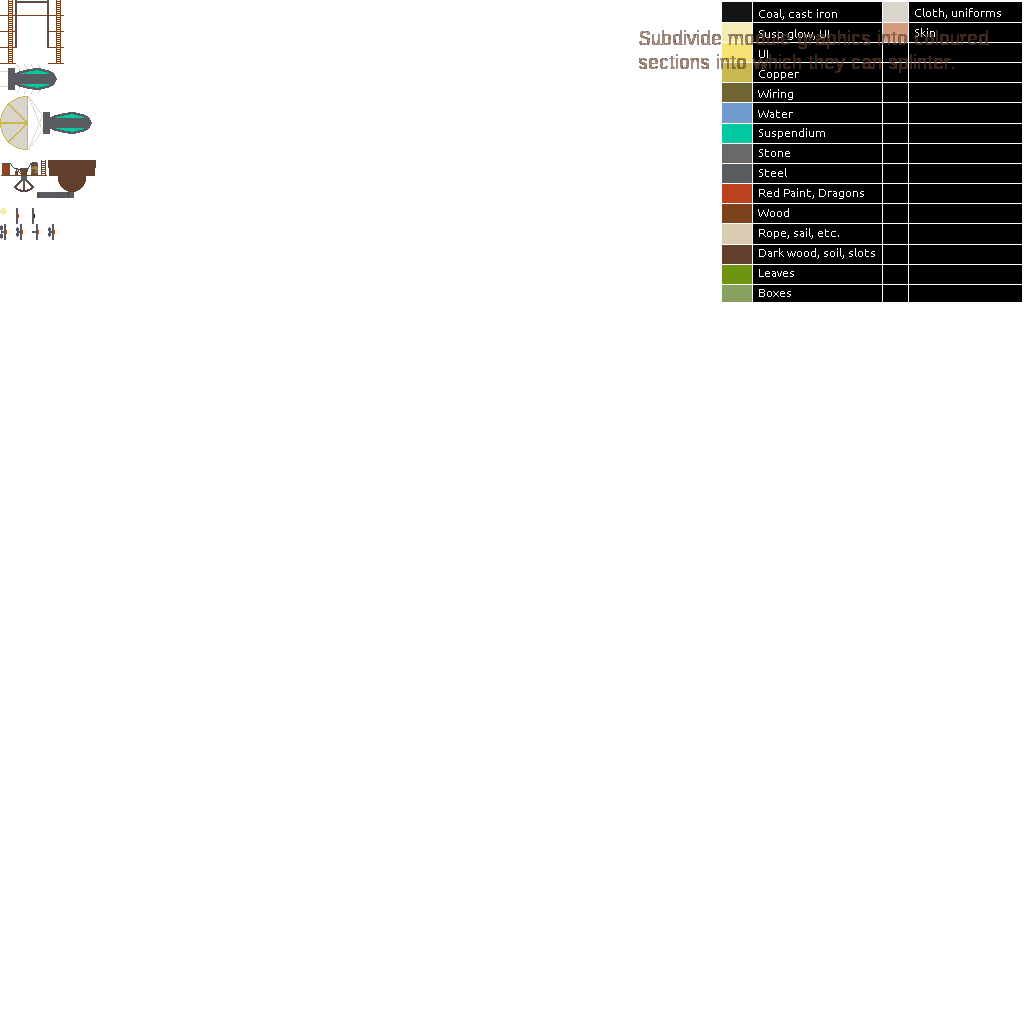 Coal, cast iron
Cloth, uniforms
Susp glow, UI
Skin
Subdivide module graphics into coloured
sections into which they can splinter.
UI
Copper
Wiring
Water
Suspendium
Stone
Steel
Red Paint, Dragons
Wood
Rope, sail, etc.
Dark wood, soil, slots
Leaves
Boxes